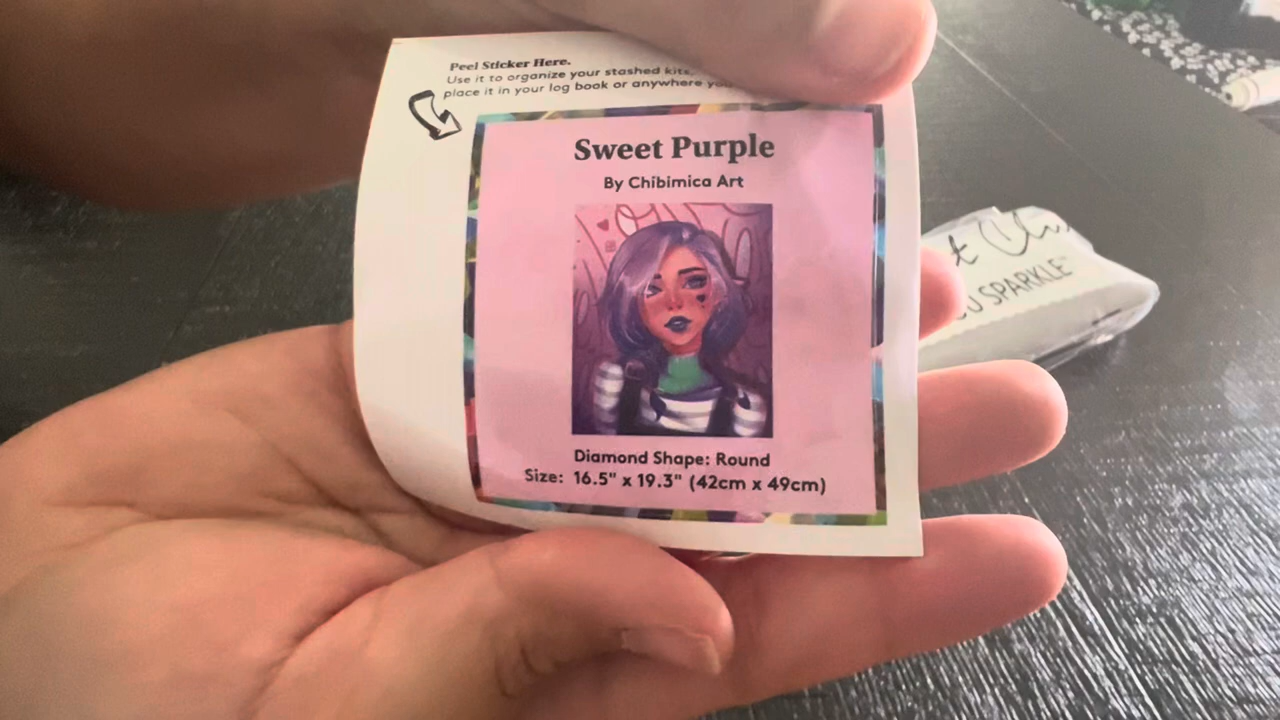 Peel Sticker Here.
Use it to organize your stashed kits,
place it in your log book or anywhere
Sweet Purple
By Chibimica Art
Diamond Shape: Round
Size: 16.5" x 19.3" (42cm x 49cm)
SPARKLE